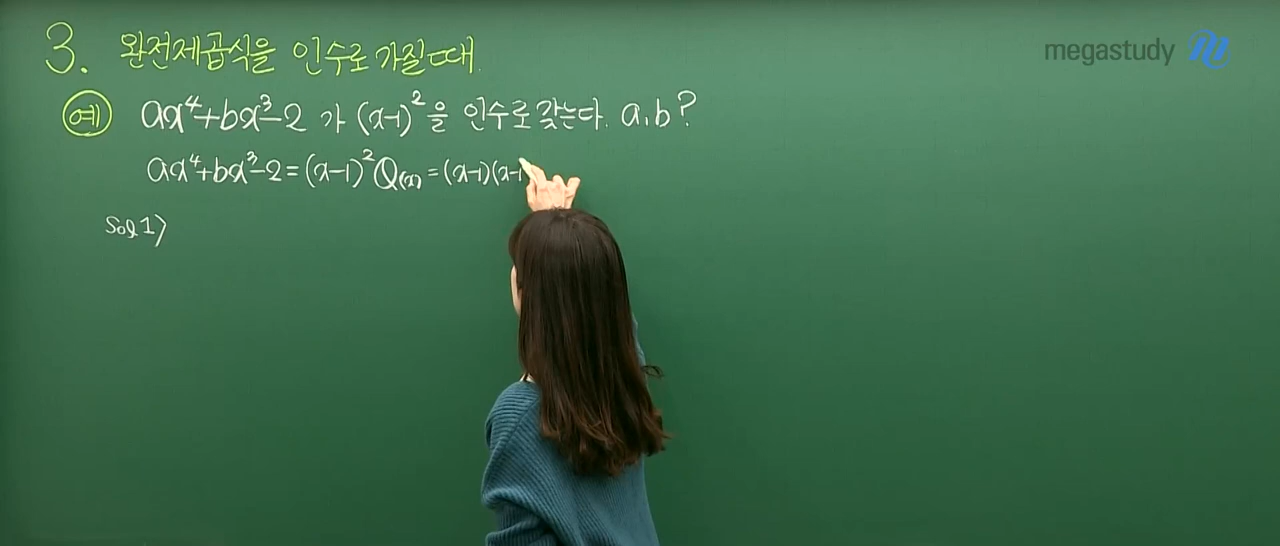 3. 완전제곱식을 인수로 가질 때. megastudy
예 ax⁴+bx³-2 가 (x-1)²을 인수로 갖는다. a, b?
ax⁴+bx³-2=(x-1)²Q(x)=(x-1)(x-1
Sol 1)